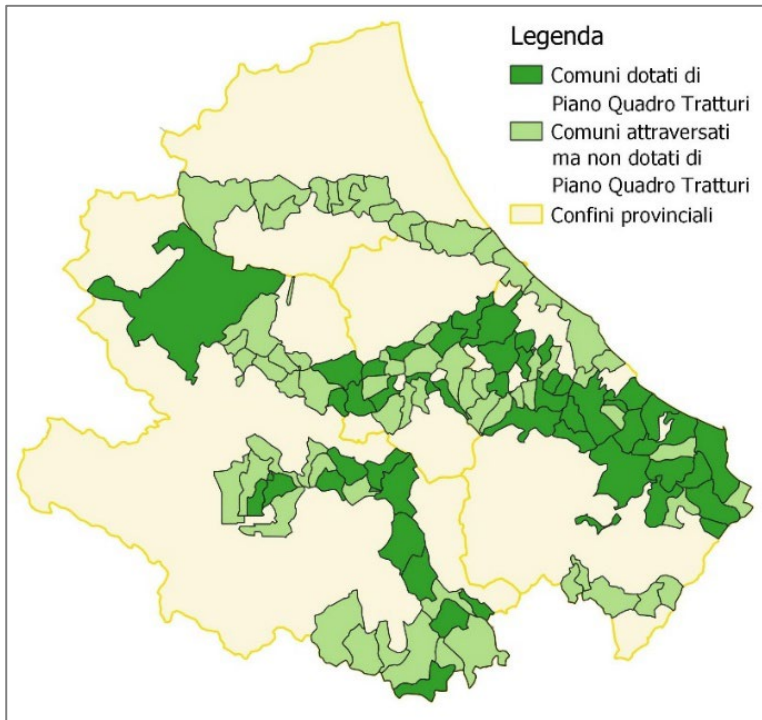 Legenda
Comuni dotati di
Piano Quadro Tratturi
Comuni attraversati
ma non dotati di
Piano Quadro Tratturi
Confini provinciali